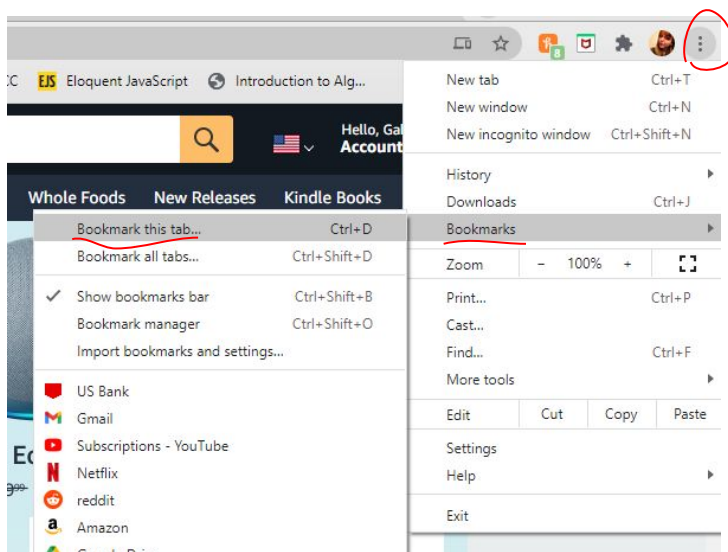 CC EJS Eloquent JavaScript Introduction to Alg...
a
New tab Ctrl+T
New window Ctrl+N
New incognito window Ctrl+Shift+N
History
Downloads Ctrl+J
Bookmarks
Zoom - 100% +
Print... Ctrl+P
Cast...
Find... Ctrl+F
More tools
Edit Cut Copy Paste
Settings
Help
Exit
Hello, Gal
Account
Whole Foods New Releases Kindle Books
Bookmark this tab... Ctrl+D
Bookmark all tabs... Ctrl+Shift+D
Show bookmarks bar Ctrl+Shift+B
Bookmark manager Ctrl+Shift+O
Import bookmarks and settings...
US Bank
Gmail
Subscriptions - YouTube
Netflix
reddit
a Amazon
Ec